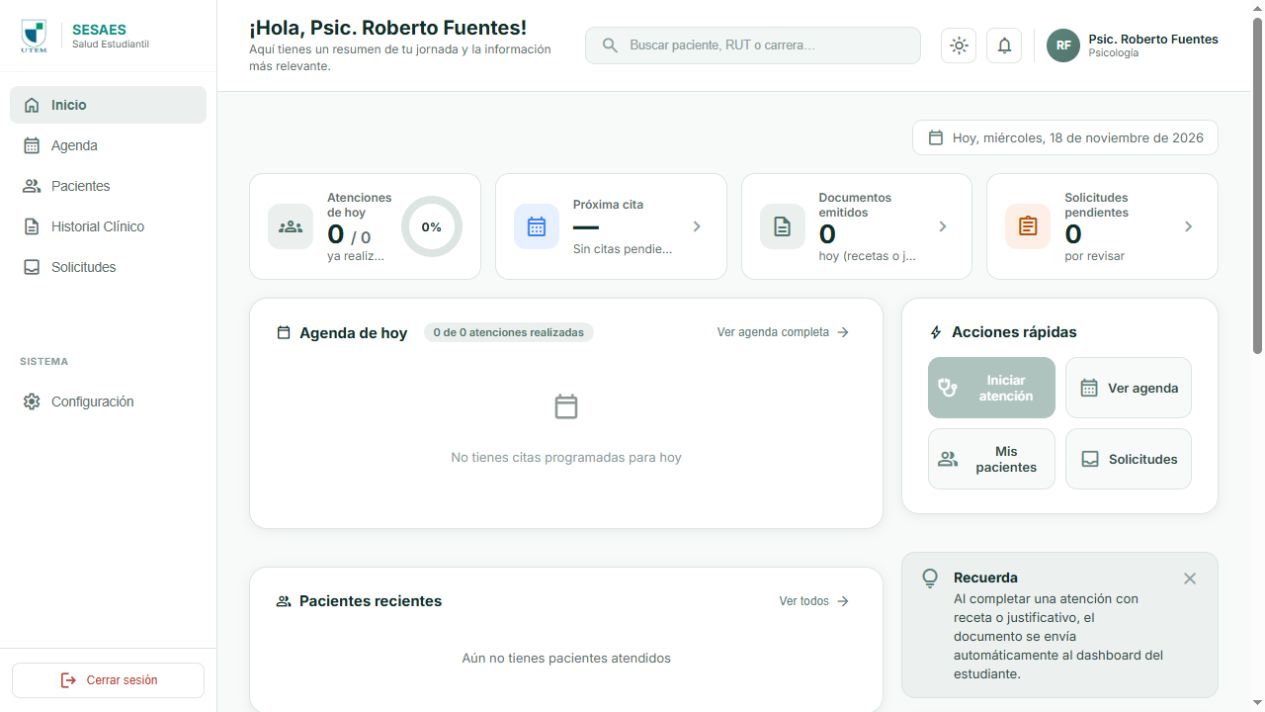 UTEM
SESAES
Salud Estudiantil
Inicio
Agenda
Pacientes
Historial Clínico
Solicitudes
SISTEMA
Configuración
Cerrar sesión
¡Hola, Psic. Roberto Fuentes!
Aquí tienes un resumen de tu jornada y la información
más relevante.
Buscar paciente, RUT o carrera...
RF
Psic. Roberto Fuentes
Psicología
Hoy, miércoles, 18 de noviembre de 2026
Atenciones
de hoy
0 / 0
ya realiz...
0%
Próxima cita
—
Sin citas pendie...
Documentos
emitidos
0
hoy (recetas o j...
Solicitudes
pendientes
0
por revisar
Agenda de hoy
0 de 0 atenciones realizadas
Ver agenda completa
No tienes citas programadas para hoy
Acciones rápidas
Iniciar
atención
Ver agenda
Mis
pacientes
Solicitudes
Pacientes recientes
Ver todos
Aún no tienes pacientes atendidos
Recuerda
Al completar una atención con
receta o justificativo, el
documento se envía
automáticamente al dashboard del
estudiante.